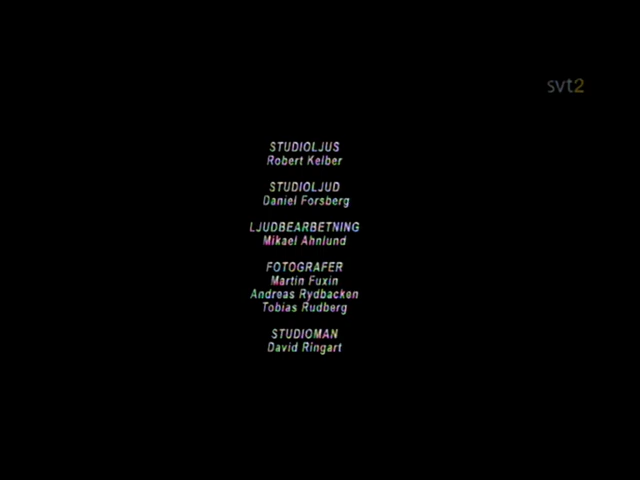 svt2
STUDIOLJUS
Robert Kelber
STUDIOLJUD
Daniel Forsberg
LJUDBEARBETNING
Mikael Ahnlund
FOTOGRAFER
Martin Fuxin
Andreas Rydbacken
Tobias Rudberg
STUDIOMAN
David Ringart